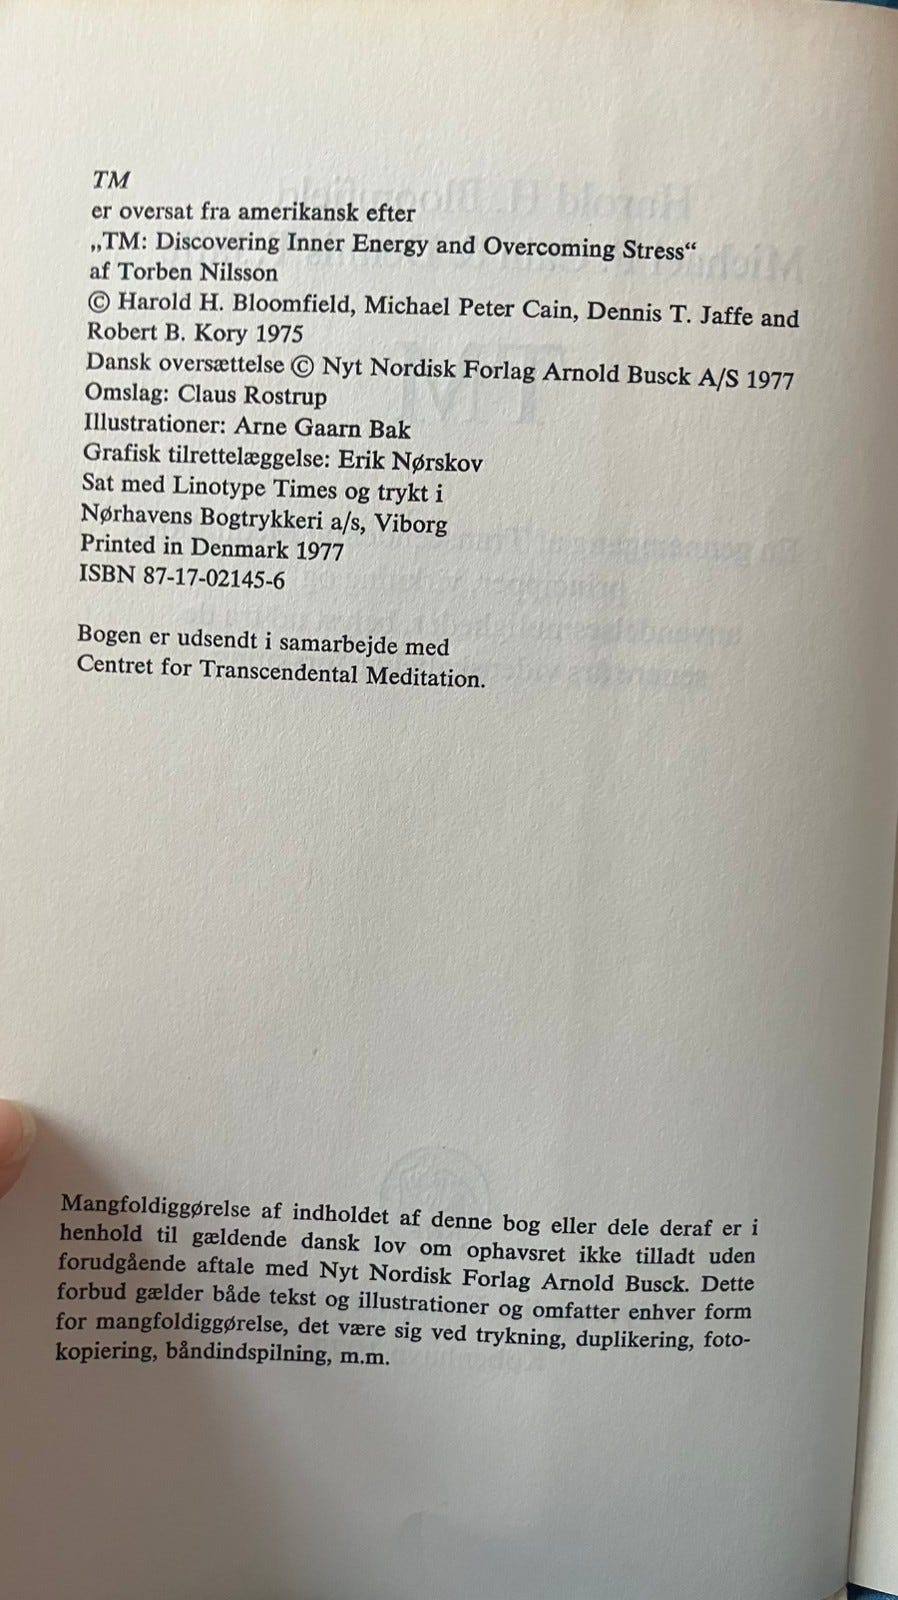 TM
er oversat fra amerikansk efter
„TM: Discovering Inner Energy and Overcoming Stress“
af Torben Nilsson
© Harold H. Bloomfield, Michael Peter Cain, Dennis T. Jaffe and
Robert B. Kory 1975
Dansk oversættelse © Nyt Nordisk Forlag Arnold Busck A/S 1977
Omslag: Claus Rostrup
Illustrationer: Arne Gaarn Bak
Grafisk tilrettelæggelse: Erik Nørskov
Sat med Linotype Times og trykt i
Nørhavens Bogtrykkeri a/s, Viborg
Printed in Denmark 1977
ISBN 87-17-02145-6
Bogen er udsendt i samarbejde med
Centret for Transcendental Meditation.
Mangfoldiggørelse af indholdet af denne bog eller dele deraf er i
henhold til gældende dansk lov om ophavsret ikke tilladt uden
forudgående aftale med Nyt Nordisk Forlag Arnold Busck. Dette
forbud gælder både tekst og illustrationer og omfatter enhver form
for mangfoldiggørelse, det være sig ved trykning, duplikering, foto-
kopiering, båndindspilning, m.m.